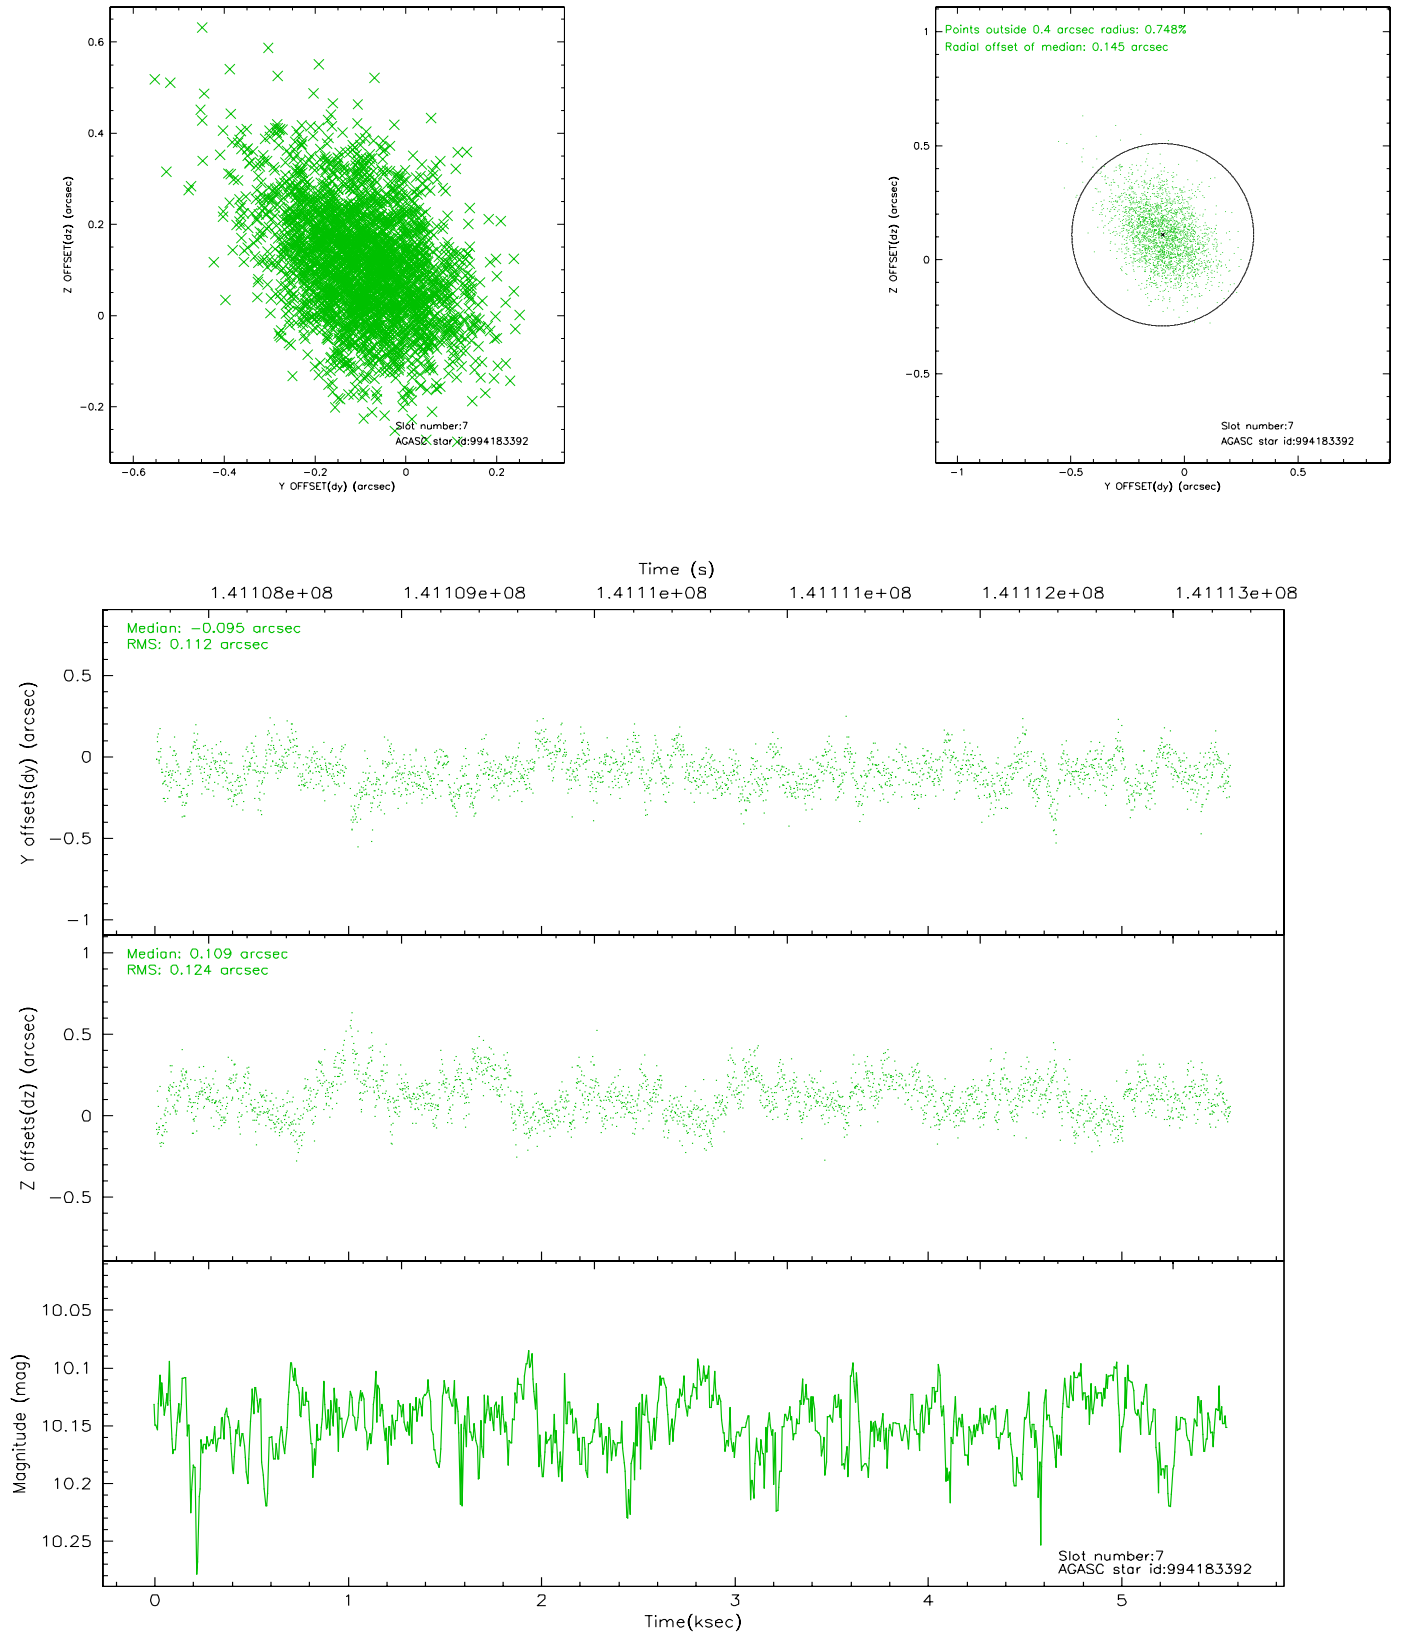 0.6
0.4
0.2
0
−0.2
Z OFFSET(dz) (arcsec)
−0.6 −0.4 −0.2 0 0.2
Y OFFSET(dy) (arcsec)
Slot number:7
AGASC star id:994183392
Points outside 0.4 arcsec radius: 0.748%
Radial offset of median: 0.145 arcsec
1
0.5
0
−0.5
Z OFFSET(dz) (arcsec)
−1 −0.5 0 0.5
Y OFFSET(dy) (arcsec)
Slot number:7
AGASC star id:994183392
Time (s)
1.41108e+08 1.41109e+08 1.4111e+08 1.41111e+08 1.41112e+08 1.41113e+08
Median: −0.095 arcsec
RMS: 0.112 arcsec
0.5
0
−0.5
−1
Y offsets(dy) (arcsec)
Median: 0.109 arcsec
RMS: 0.124 arcsec
1
0.5
0
−0.5
Z offsets(dz) (arcsec)
10.05
10.1
10.15
10.2
10.25
Magnitude (mag)
Slot number:7
AGASC star id:994183392
0 1 2 3 4 5
Time(ksec)